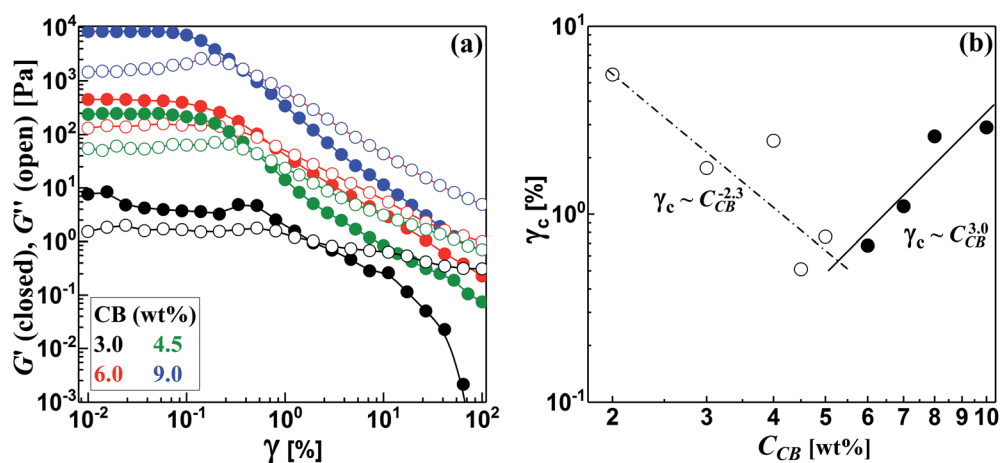 (a)
G' (closed), G'' (open) [Pa]
10^4
10^3
10^2
10^1
10^0
10^-1
10^-2
10^-3
CB (wt%)
3.0 4.5
6.0 9.0
10^-2 10^-1 10^0 10^1 10^2
γ [%]
(b)
γ_c [%]
10^1
10^0
10^-1
γ_c ~ C_CB^-2.3
γ_c ~ C_CB^3.0
2 3 4 5 6 7 8 9 10
C_CB [wt%]